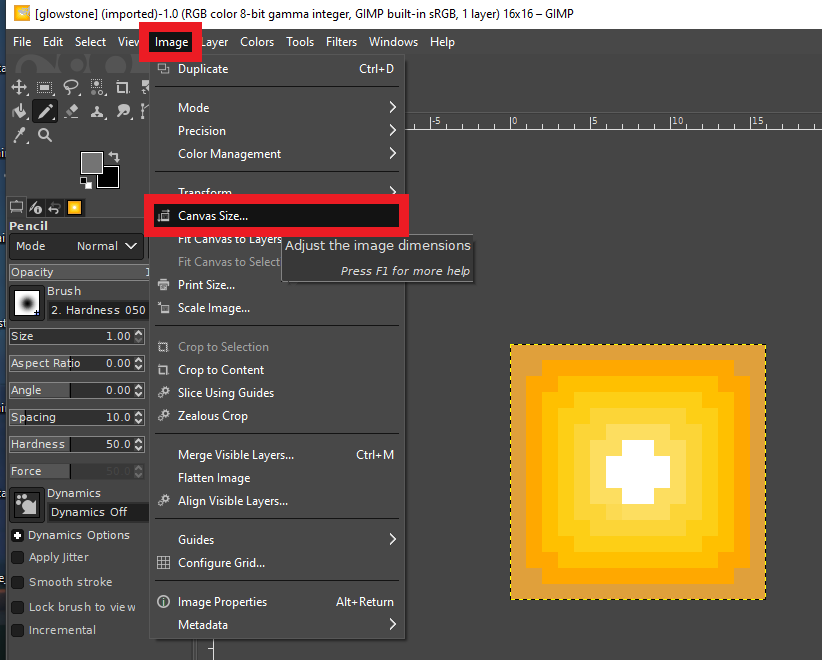 [glowstone] (imported)-1.0 (RGB color 8-bit gamma integer, GIMP built-in sRGB, 1 layer) 16x16 – GIMP
File Edit Select View Image Layer Colors Tools Filters Windows Help
Duplicate Ctrl+D
Mode
Precision
Color Management
Transform
Canvas Size...
Fit Canvas to Layers
Adjust the image dimensions
Fit Canvas to Select
Press F1 for more help
Print Size...
Scale Image...
Crop to Selection
Crop to Content
Slice Using Guides
Zealous Crop
Merge Visible Layers... Ctrl+M
Flatten Image
Align Visible Layers...
Guides
Configure Grid...
Image Properties Alt+Return
Metadata
-5 0 5 10 15
Pencil
Mode Normal
Opacity 1
Brush
2. Hardness 050
Size 1.00
Aspect Ratio 0.00
Angle 0.00
Spacing 10.0
Hardness 50.0
Force 50.0
Dynamics
Dynamics Off
Dynamics Options
Apply Jitter
Smooth stroke
Lock brush to view
Incremental